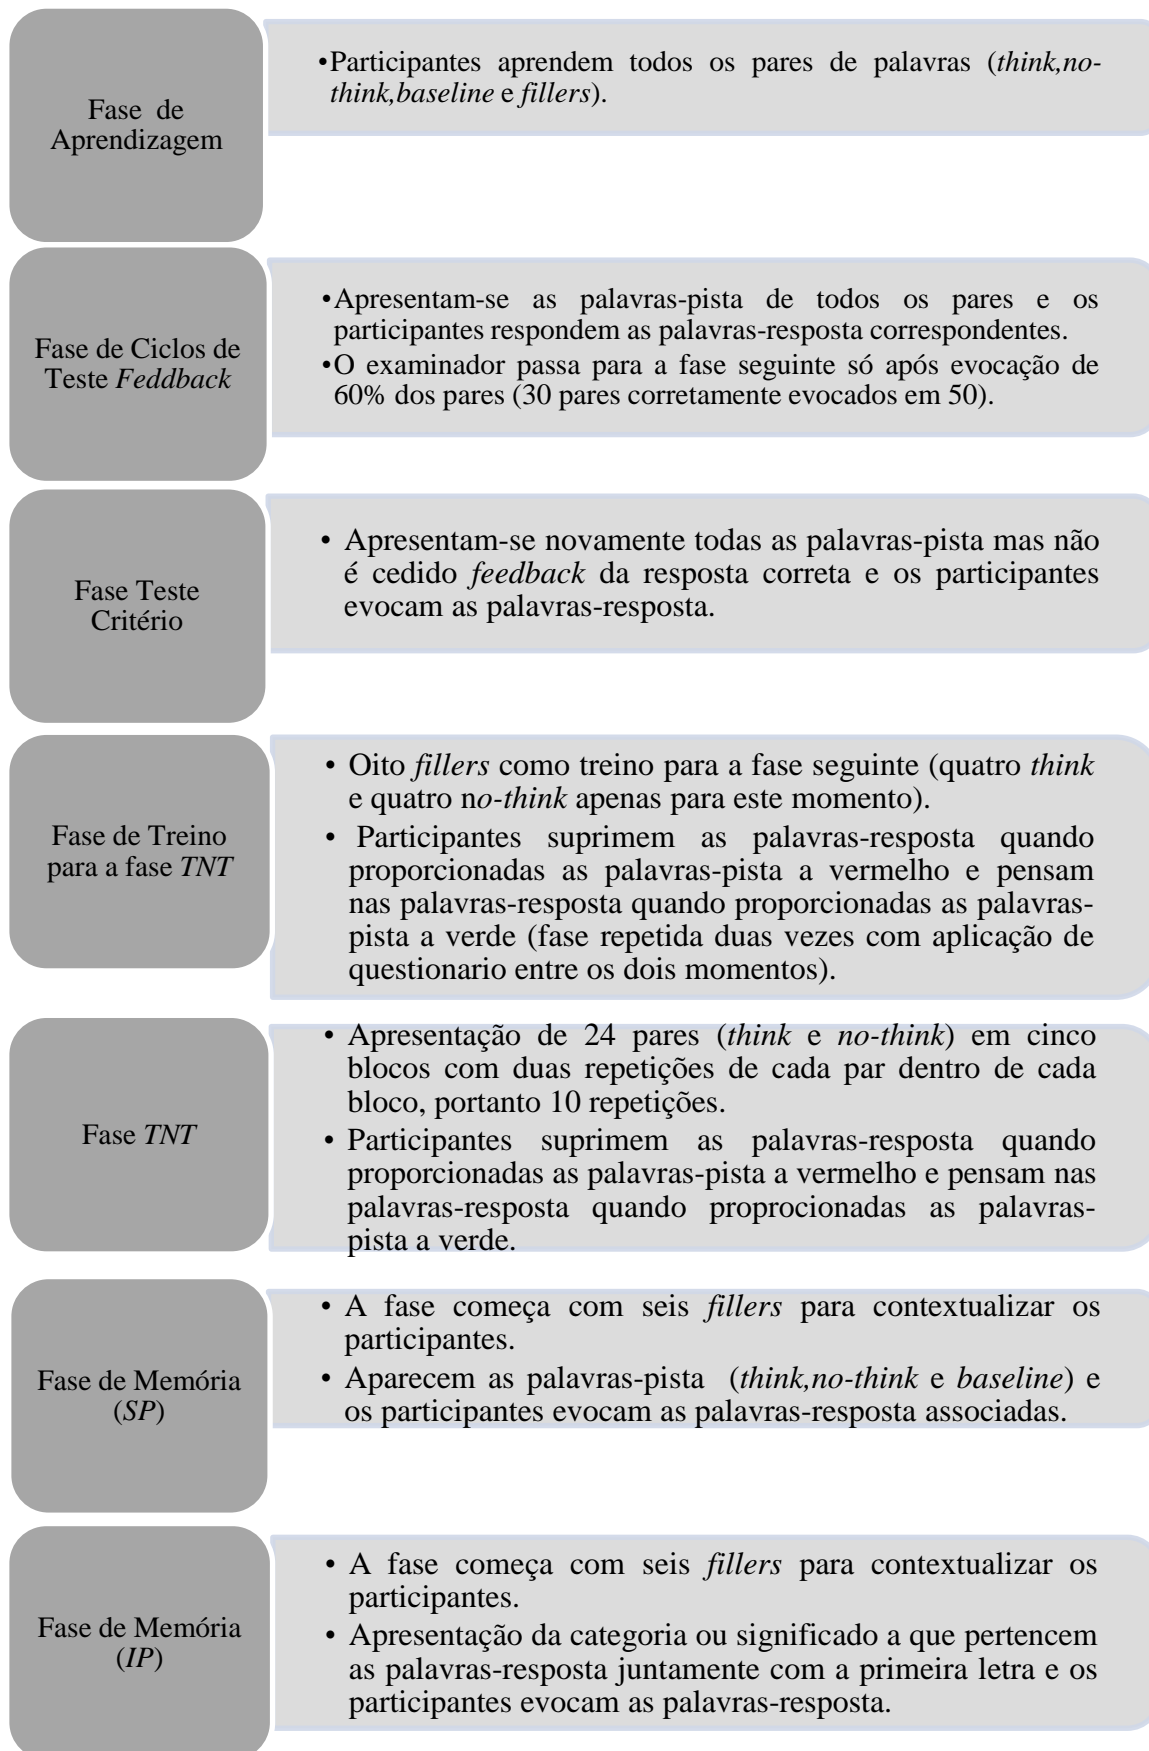 Fase de
Aprendizagem
•Participantes aprendem todos os pares de palavras (think,no-
think,baseline e fillers).
Fase de Ciclos de
Teste Feddback
•Apresentam-se as palavras-pista de todos os pares e os
participantes respondem as palavras-resposta correspondentes.
•O examinador passa para a fase seguinte só após evocação de
60% dos pares (30 pares corretamente evocados em 50).
Fase Teste
Critério
• Apresentam-se novamente todas as palavras-pista mas não
é cedido feedback da resposta correta e os participantes
evocam as palavras-resposta.
Fase de Treino
para a fase TNT
• Oito fillers como treino para a fase seguinte (quatro think
e quatro no-think apenas para este momento).
• Participantes suprimem as palavras-resposta quando
proporcionadas as palavras-pista a vermelho e pensam
nas palavras-resposta quando proporcionadas as palavras-
pista a verde (fase repetida duas vezes com aplicação de
questionario entre os dois momentos).
Fase TNT
• Apresentação de 24 pares (think e no-think) em cinco
blocos com duas repetições de cada par dentro de cada
bloco, portanto 10 repetições.
• Participantes suprimem as palavras-resposta quando
proporcionadas as palavras-pista a vermelho e pensam nas
palavras-resposta quando proprocionadas as palavras-
pista a verde.
Fase de Memória
(SP)
• A fase começa com seis fillers para contextualizar os
participantes.
• Aparecem as palavras-pista (think,no-think e baseline) e
os participantes evocam as palavras-resposta associadas.
Fase de Memória
(IP)
• A fase começa com seis fillers para contextualizar os
participantes.
• Apresentação da categoria ou significado a que pertencem
as palavras-resposta juntamente com a primeira letra e os
participantes evocam as palavras-resposta.